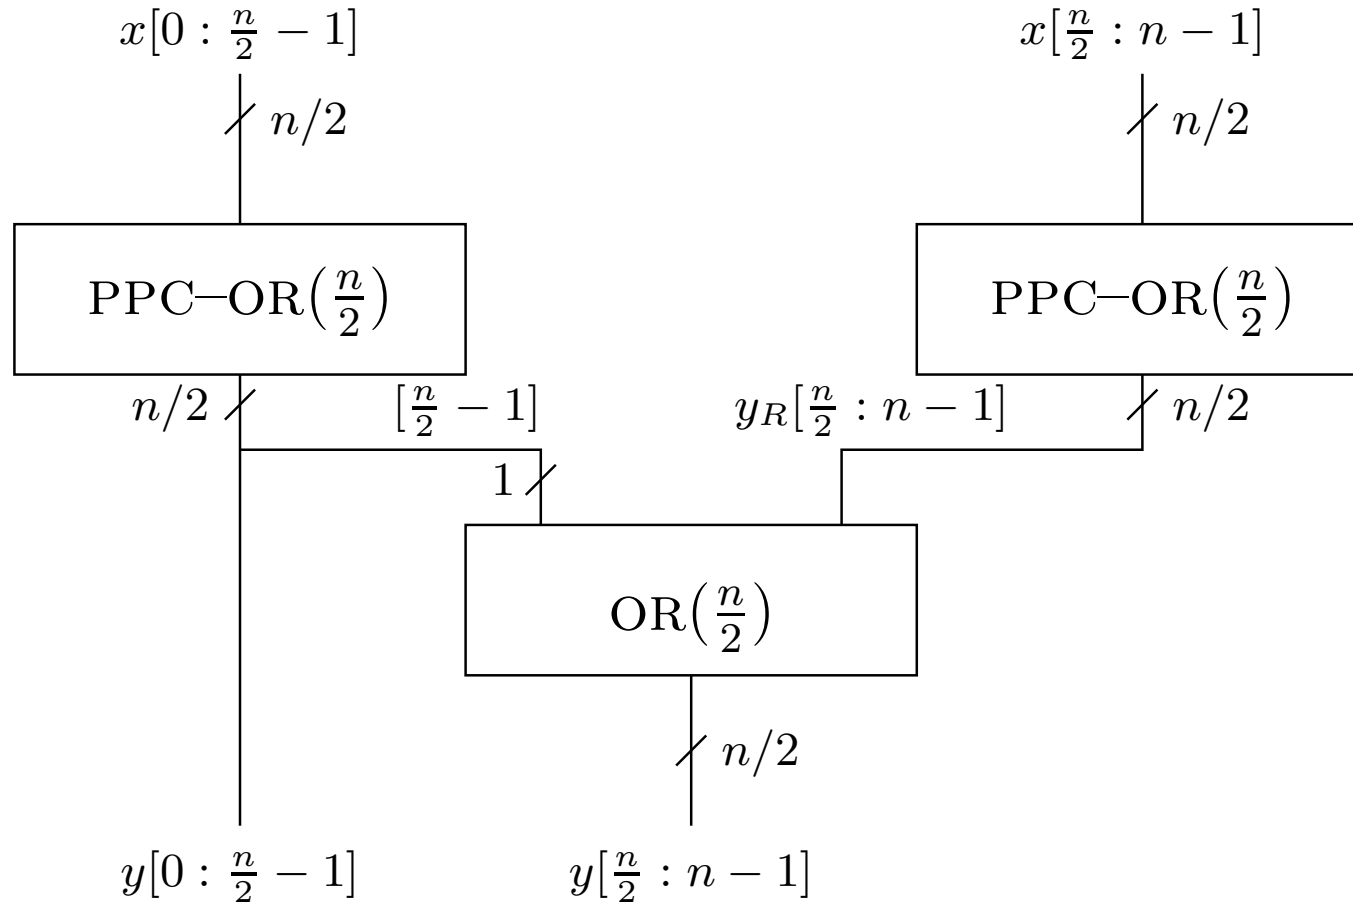 x[0 : n/2 − 1] x[n/2 : n − 1]
n/2 n/2
PPC–OR(n/2) PPC–OR(n/2)
n/2 [n/2 − 1] y_R[n/2 : n − 1] n/2
1
OR(n/2)
n/2
y[0 : n/2 − 1] y[n/2 : n − 1]